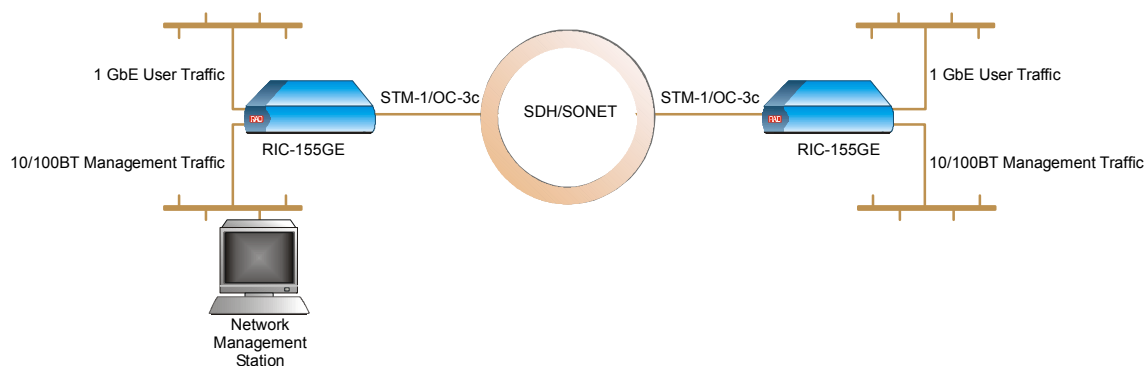 1 GbE User Traffic
STM-1/OC-3c
SDH/SONET
STM-1/OC-3c
1 GbE User Traffic
RAD
RAD
RIC-155GE
RIC-155GE
10/100BT Management Traffic
10/100BT Management Traffic
Network
Management
Station